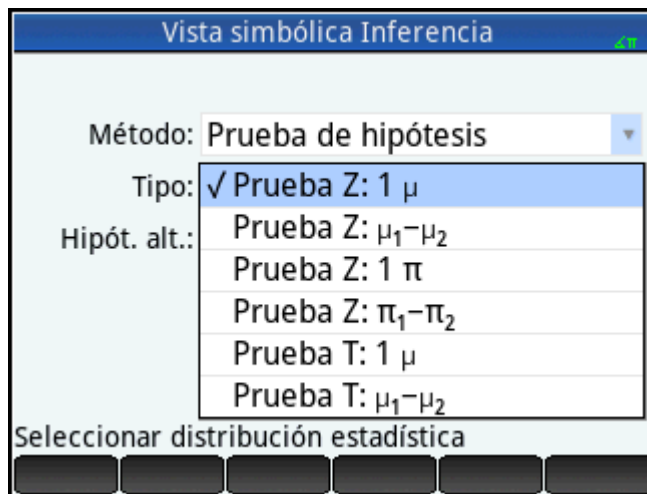 Vista simbólica Inferencia
∡π
Método: Prueba de hipótesis
Tipo: √ Prueba Z: 1 μ
Hipót. alt.: Prueba Z: μ₁−μ₂
Prueba Z: 1 π
Prueba Z: π₁−π₂
Prueba T: 1 μ
Prueba T: μ₁−μ₂
Seleccionar distribución estadística